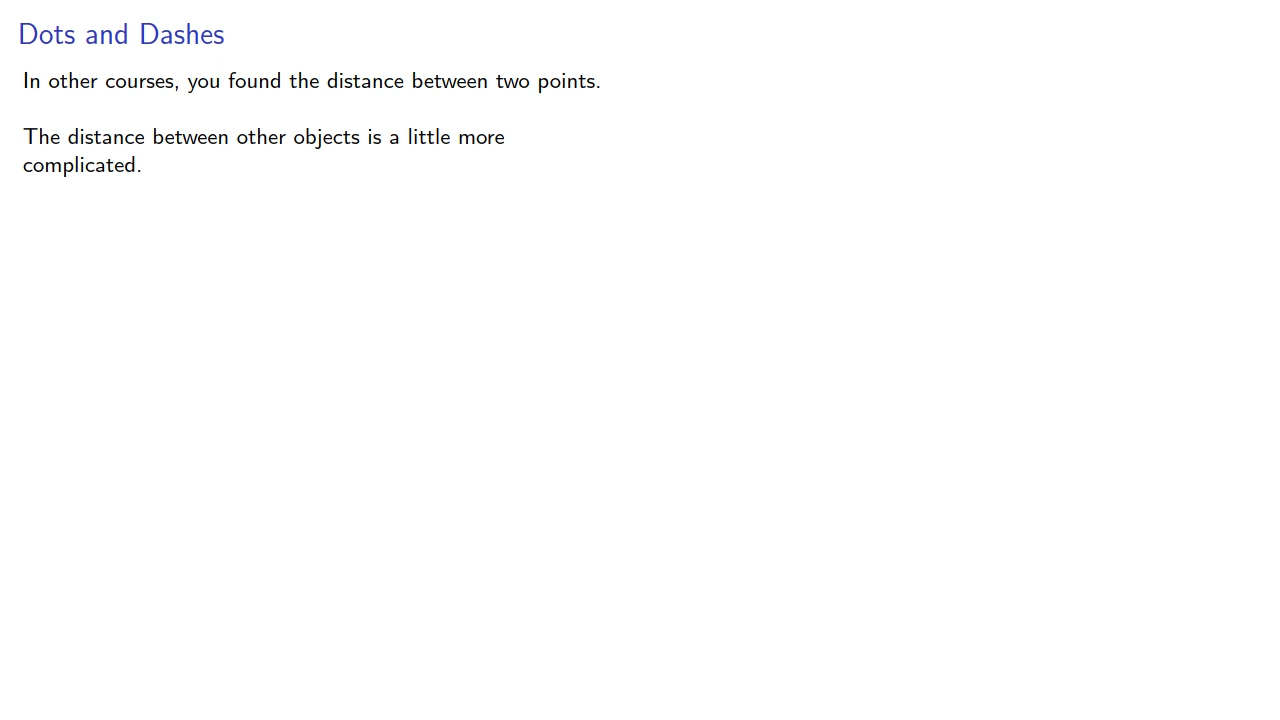 Dots and Dashes
In other courses, you found the distance between two points.
The distance between other objects is a little more
complicated.